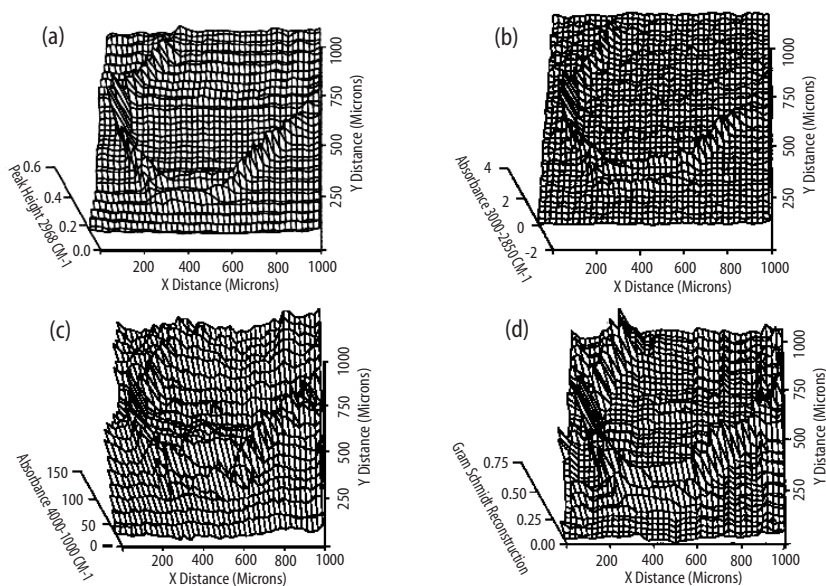 (a)
0.6
0.4
0.2
0.0
Peak Height 2968 CM-1
200 400 600 800 1000
X Distance (Microns)
250
500
750
1000
Y Distance (Microns)
(b)
4
2
0
-2
Absorbance 3000-2850 CM-1
200 400 600 800 1000
X Distance (Microns)
250
500
750
1000
Y Distance (Microns)
(c)
150
100
50
0
Absorbance 4000-1000 CM-1
200 400 600 800 1000
X Distance (Microns)
250
500
750
1000
Y Distance (Microns)
(d)
0.75
0.50
0.25
0.00
Gram Schmidt Reconstruction
200 400 600 800 1000
X Distance (Microns)
250
500
750
1000
Y Distance (Microns)